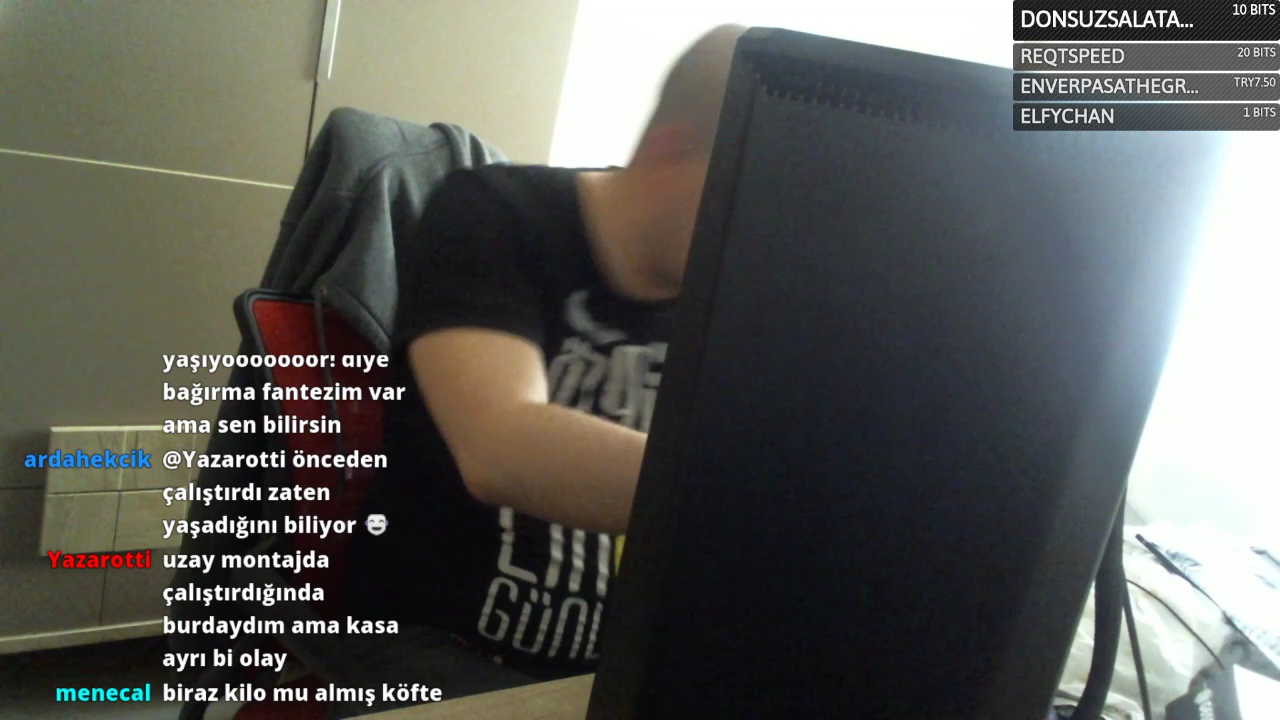 DONSUZSALATA... 10 BITS
REQTSPEED 20 BITS
ENVERPASATHEGR... TRY7.50
ELFYCHAN 1 BITS
yaşıyooooooor! diye
bağırma fantezim var
ama sen bilirsin
ardahekcik @Yazarotti önceden
çalıştırdı zaten
yaşadığını biliyor
Yazarotti uzay montajda
çalıştırdığında
burdaydım ama kasa
ayrı bi olay
menecal biraz kilo mu almış köfte